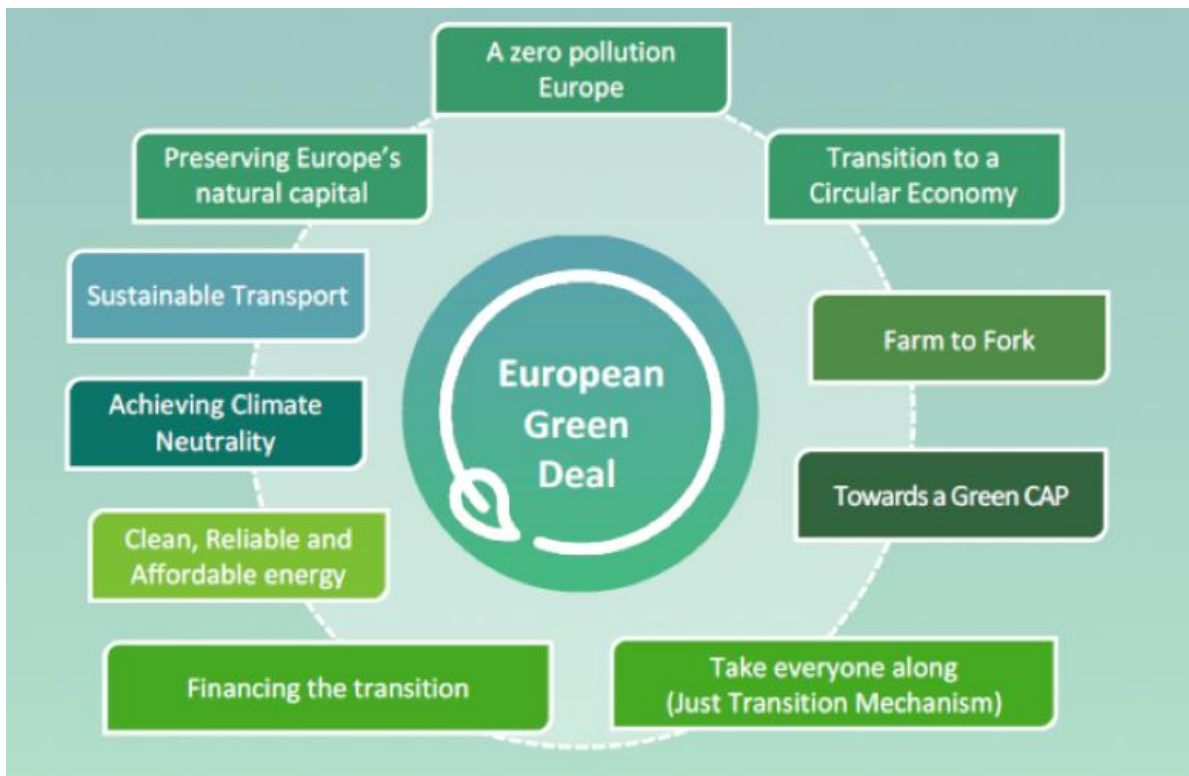 A zero pollution
Europe
Preserving Europe's
natural capital
Transition to a
Circular Economy
Sustainable Transport
Farm to Fork
European
Green
Deal
Achieving Climate
Neutrality
Towards a Green CAP
Clean, Reliable and
Affordable energy
Financing the transition
Take everyone along
(Just Transition Mechanism)